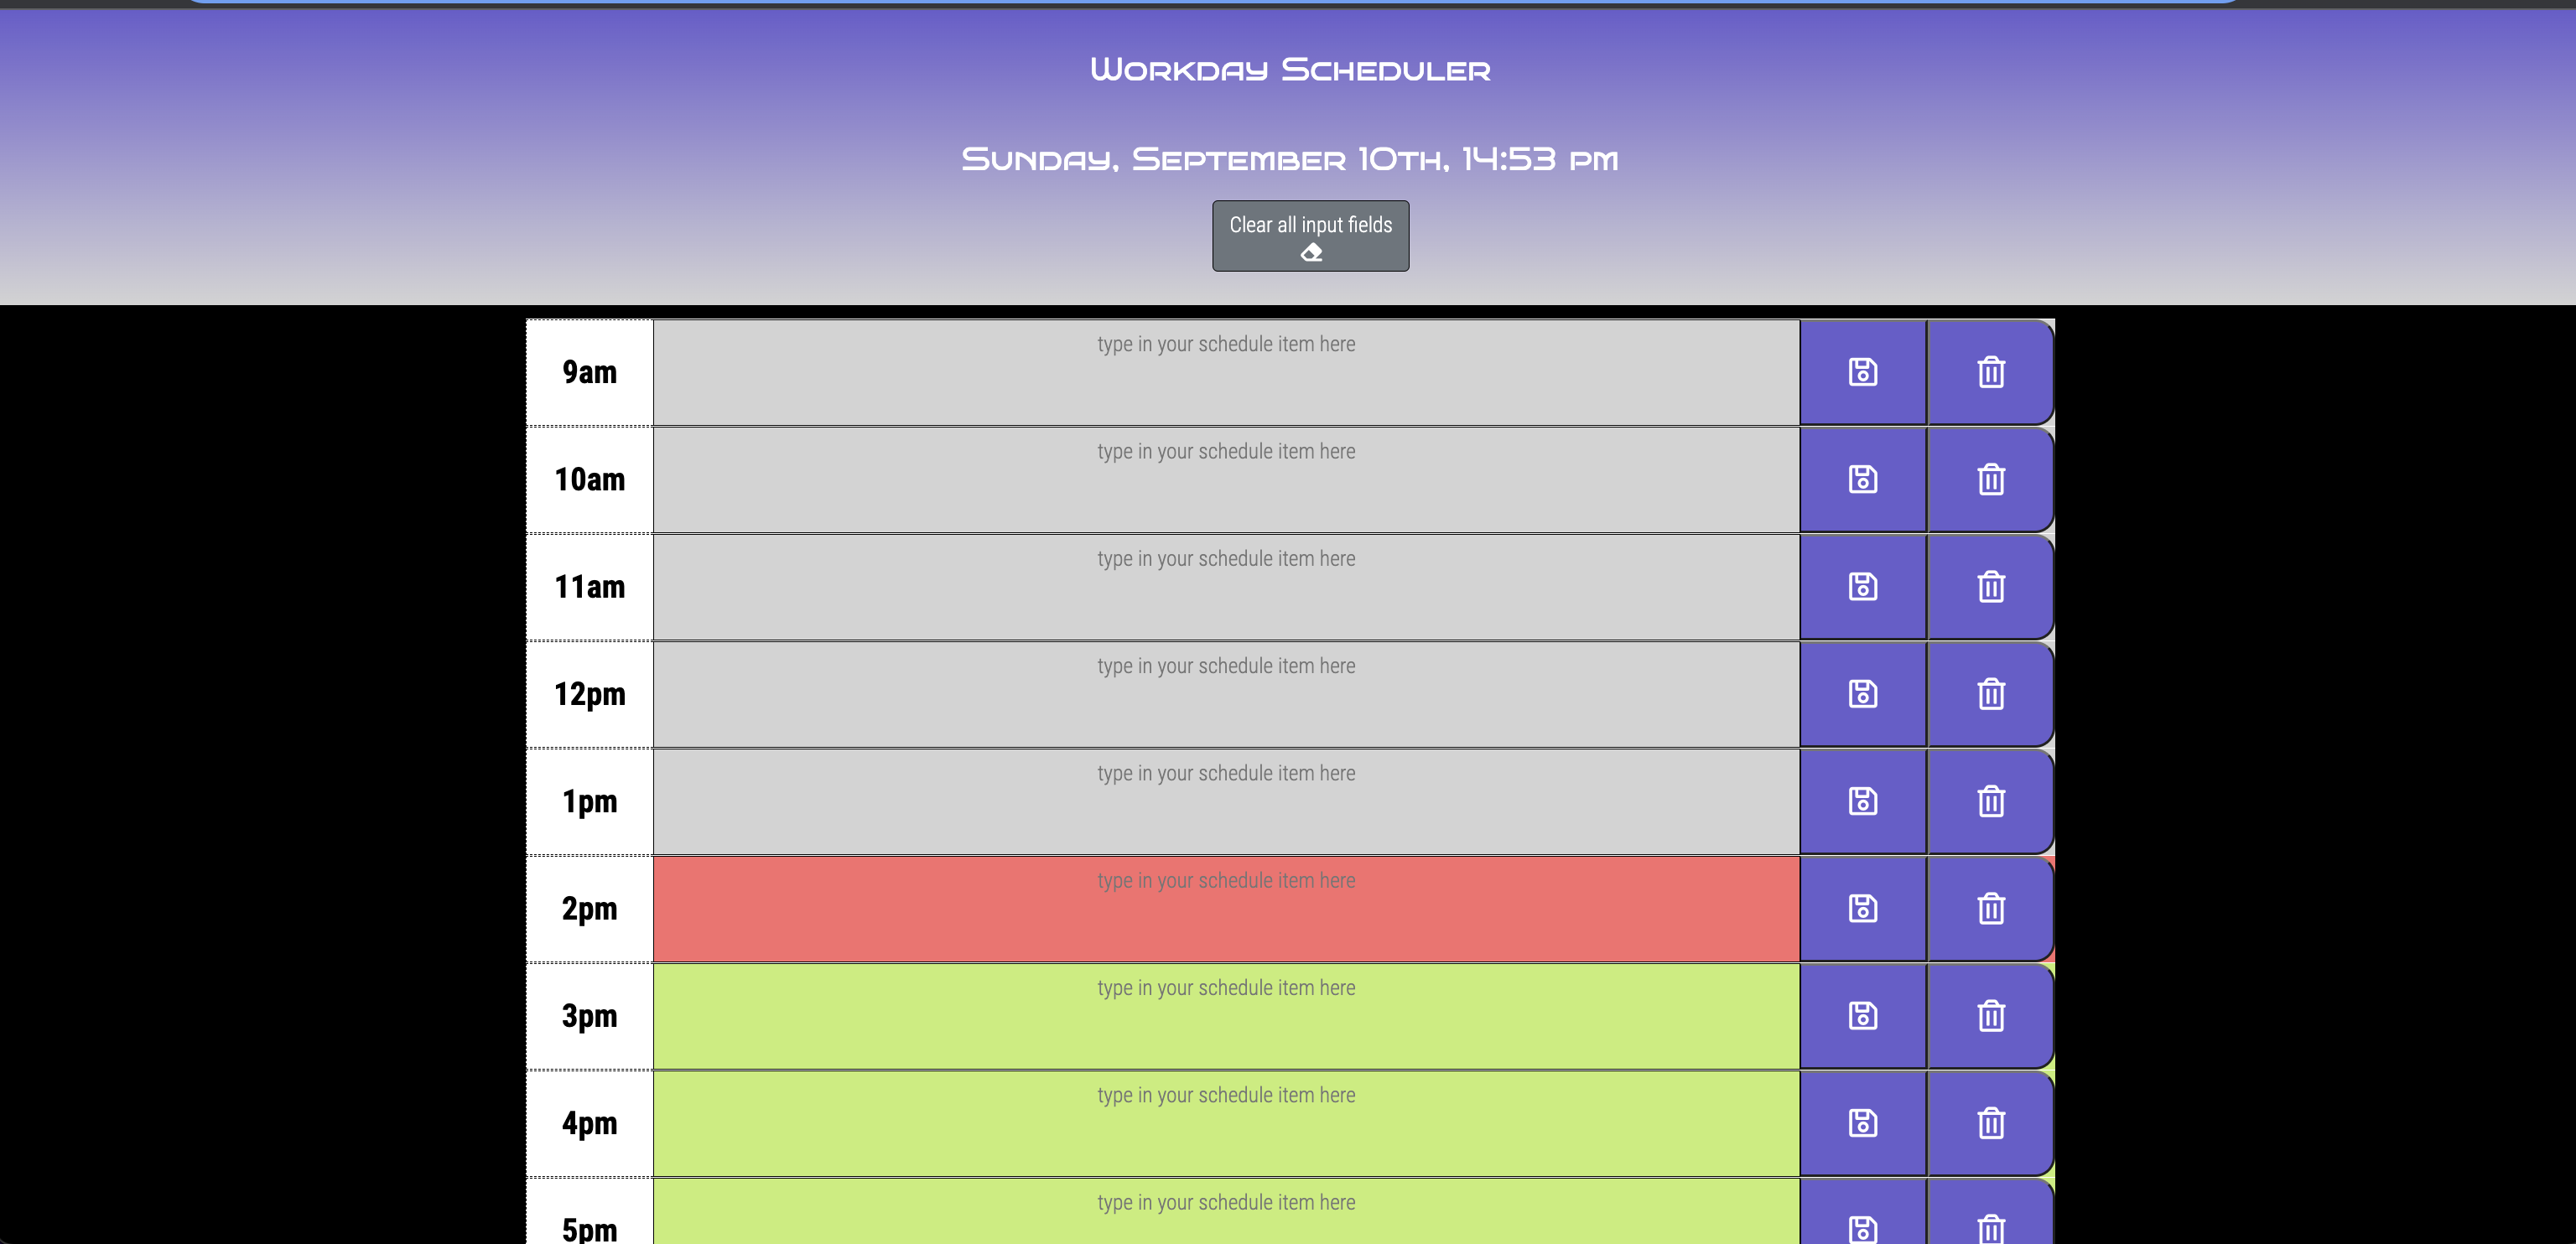 Workday Scheduler
Sunday, September 10th, 14:53 pm
Clear all input fields
9am
type in your schedule item here
10am
type in your schedule item here
11am
type in your schedule item here
12pm
type in your schedule item here
1pm
type in your schedule item here
2pm
type in your schedule item here
3pm
type in your schedule item here
4pm
type in your schedule item here
5pm
type in your schedule item here